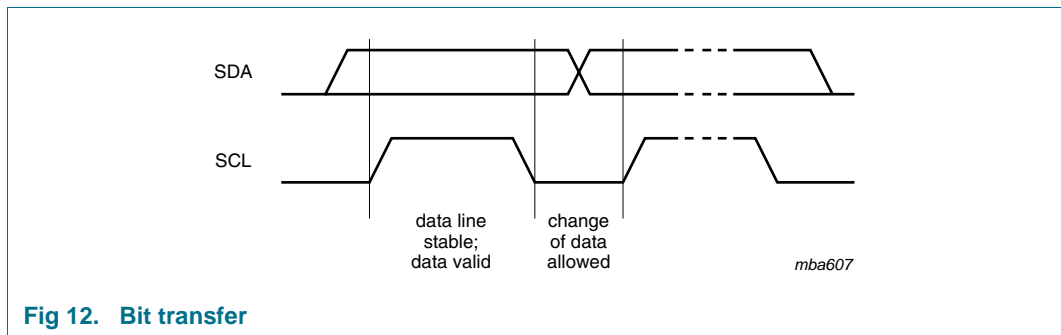 SDA
SCL
data line
stable;
data valid
change
of data
allowed
mba607
Fig 12. Bit transfer